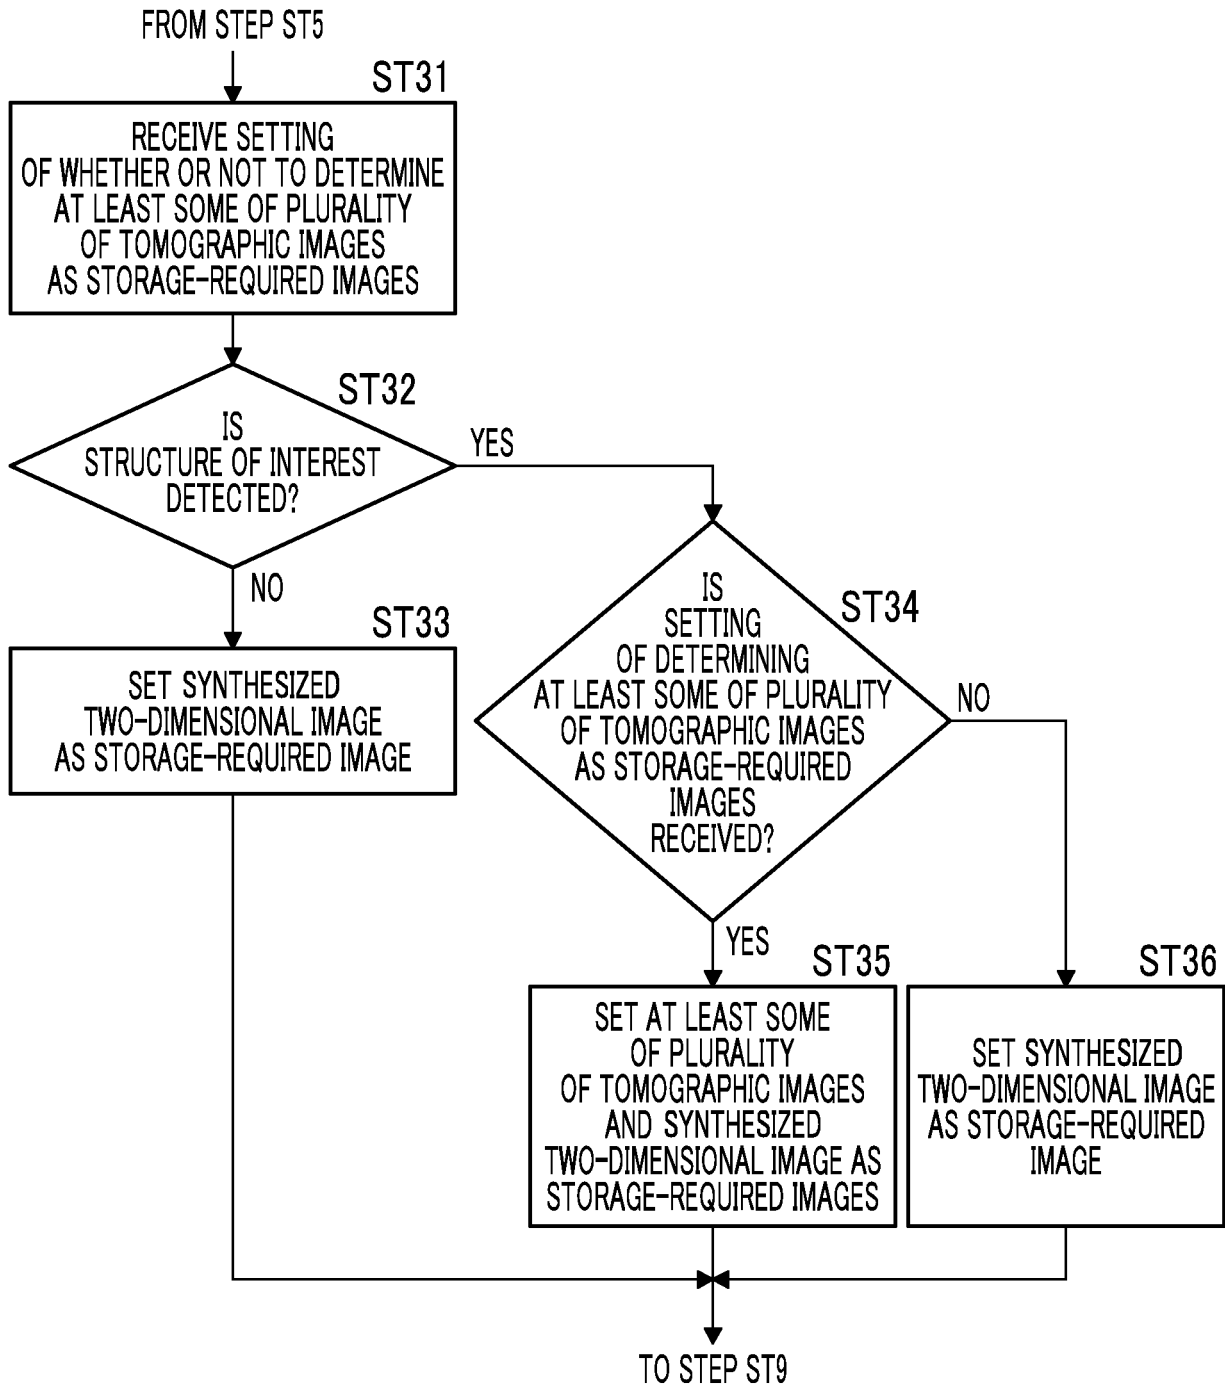 FROM STEP ST5
ST31
RECEIVE SETTING
OF WHETHER OR NOT TO DETERMINE
AT LEAST SOME OF PLURALITY
OF TOMOGRAPHIC IMAGES
AS STORAGE-REQUIRED IMAGES
ST32
IS
STRUCTURE OF INTEREST
DETECTED?
YES
NO
ST33
SET SYNTHESIZED
TWO-DIMENSIONAL IMAGE
AS STORAGE-REQUIRED IMAGE
ST34
IS
SETTING
OF DETERMINING
AT LEAST SOME OF PLURALITY
OF TOMOGRAPHIC IMAGES
AS STORAGE-REQUIRED
IMAGES
RECEIVED?
NO
YES
ST35
SET AT LEAST SOME
OF PLURALITY
OF TOMOGRAPHIC IMAGES
AND SYNTHESIZED
TWO-DIMENSIONAL IMAGE AS
STORAGE-REQUIRED IMAGES
ST36
SET SYNTHESIZED
TWO-DIMENSIONAL IMAGE
AS STORAGE-REQUIRED
IMAGE
TO STEP ST9